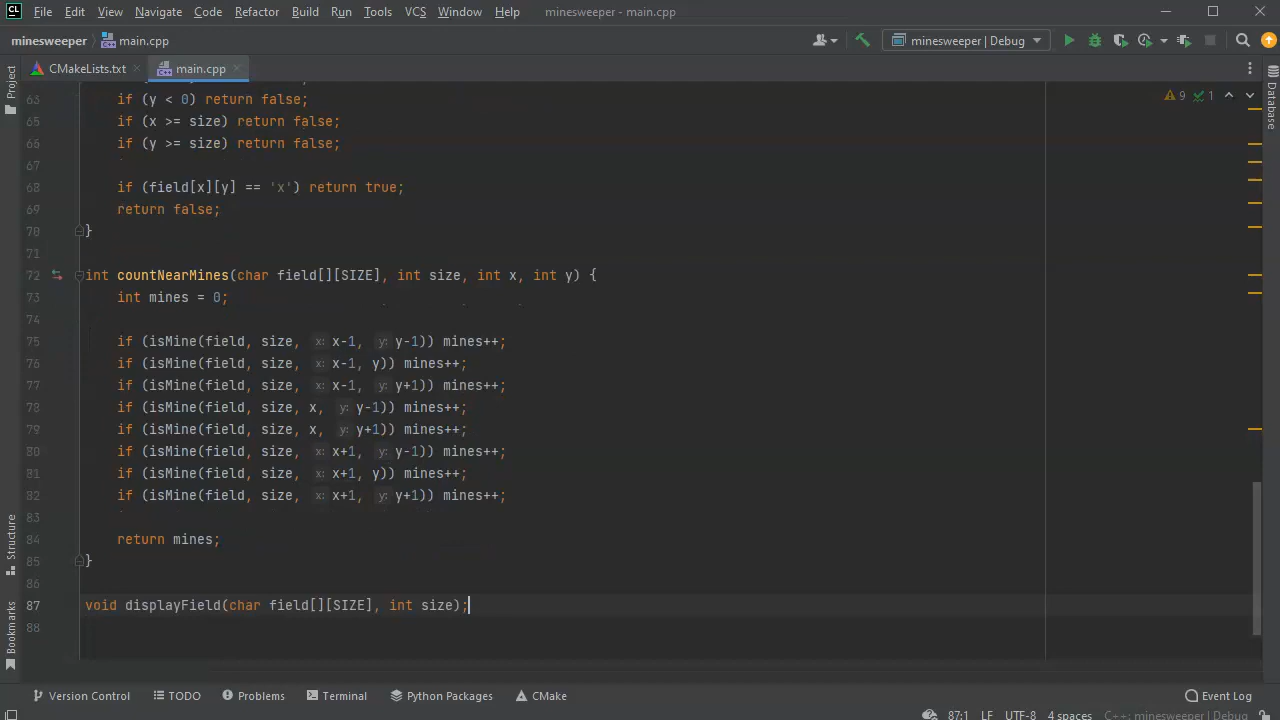 CL File Edit View Navigate Code Refactor Build Run Tools VCS Window Help minesweeper - main.cpp
minesweeper main.cpp minesweeper | Debug
CMakeLists.txt main.cpp
Project
Database
9 1
63 if (y < 0) return false;
65 if (x >= size) return false;
66 if (y >= size) return false;
67
68 if (field[x][y] == 'x') return true;
69 return false;
70 }
71
72 int countNearMines(char field[][SIZE], int size, int x, int y) {
73 int mines = 0;
74
75 if (isMine(field, size, x: x-1, y: y-1)) mines++;
76 if (isMine(field, size, x: x-1, y)) mines++;
77 if (isMine(field, size, x: x-1, y: y+1)) mines++;
78 if (isMine(field, size, x, y: y-1)) mines++;
79 if (isMine(field, size, x, y: y+1)) mines++;
80 if (isMine(field, size, x: x+1, y: y-1)) mines++;
81 if (isMine(field, size, x: x+1, y)) mines++;
82 if (isMine(field, size, x: x+1, y: y+1)) mines++;
83
84 return mines;
85 }
86
87 void displayField(char field[][SIZE], int size);
88
Structure
Bookmarks
Version Control TODO Problems Terminal Python Packages CMake Event Log
87:1 LF UTF-8 4 spaces C++: minesweeper | Debug